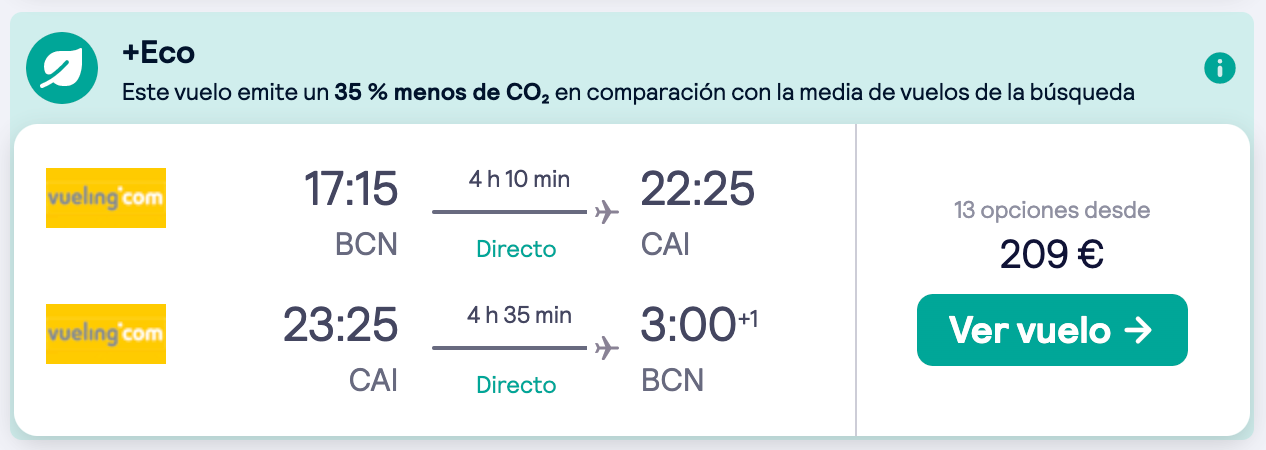 +Eco
Este vuelo emite un 35 % menos de CO₂ en comparación con la media de vuelos de la búsqueda
vueling.com
17:15
BCN
4 h 10 min
Directo
22:25
CAI
vueling.com
23:25
CAI
4 h 35 min
Directo
3:00+1
BCN
13 opciones desde
209 €
Ver vuelo →